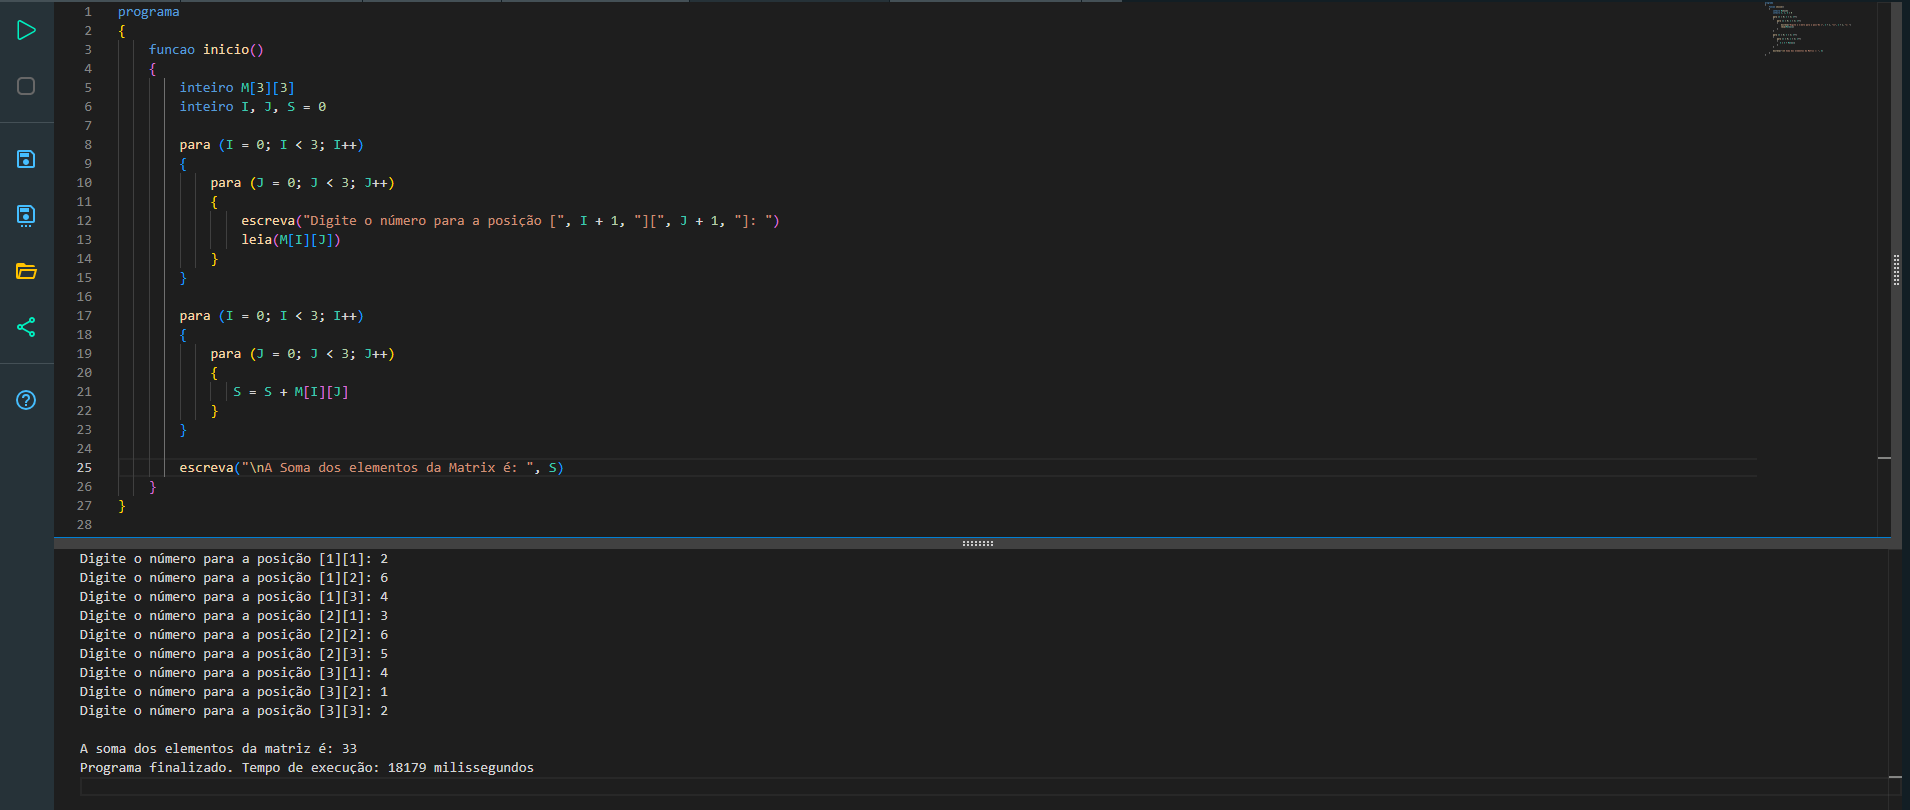 1 programa
2 {
3 funcao inicio()
4 {
5 inteiro M[3][3]
6 inteiro I, J, S = 0
7
8 para (I = 0; I < 3; I++)
9 {
10 para (J = 0; J < 3; J++)
11 {
12 escreva("Digite o número para a posição [", I + 1, "][", J + 1, "]: ")
13 leia(M[I][J])
14 }
15 }
16
17 para (I = 0; I < 3; I++)
18 {
19 para (J = 0; J < 3; J++)
20 {
21 S = S + M[I][J]
22 }
23 }
24
25 escreva("\nA Soma dos elementos da Matrix é: ", S)
26 }
27 }
28
Digite o número para a posição [1][1]: 2
Digite o número para a posição [1][2]: 6
Digite o número para a posição [1][3]: 4
Digite o número para a posição [2][1]: 3
Digite o número para a posição [2][2]: 6
Digite o número para a posição [2][3]: 5
Digite o número para a posição [3][1]: 4
Digite o número para a posição [3][2]: 1
Digite o número para a posição [3][3]: 2
A soma dos elementos da matriz é: 33
Programa finalizado. Tempo de execução: 18179 milissegundos